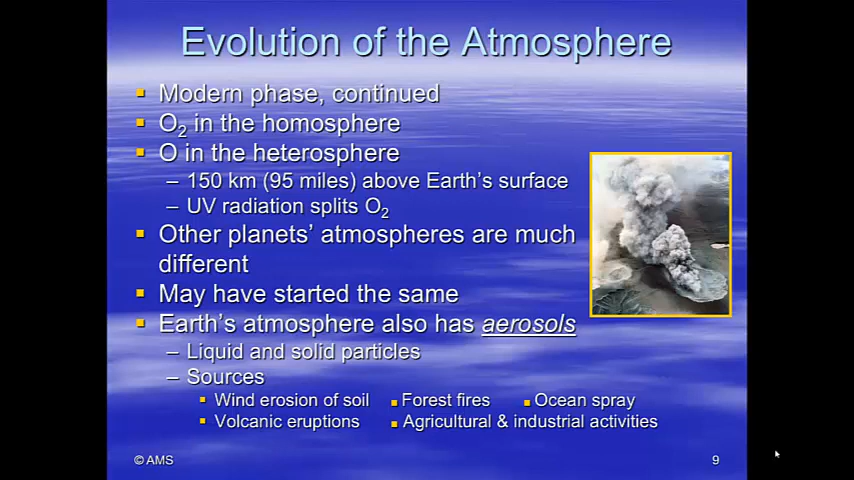 Evolution of the Atmosphere
Modern phase, continued
O₂ in the homosphere
O in the heterosphere
– 150 km (95 miles) above Earth's surface
– UV radiation splits O₂
Other planets' atmospheres are much
different
May have started the same
Earth's atmosphere also has aerosols
– Liquid and solid particles
– Sources
Wind erosion of soil Forest fires Ocean spray
Volcanic eruptions Agricultural & industrial activities
© AMS 9